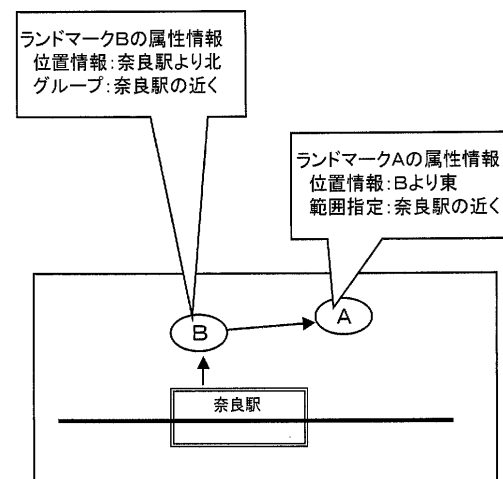 ランドマークBの属性情報
位置情報:奈良駅より北
グループ:奈良駅の近く
ランドマークAの属性情報
位置情報:Bより東
範囲指定:奈良駅の近く
B
A
奈良駅